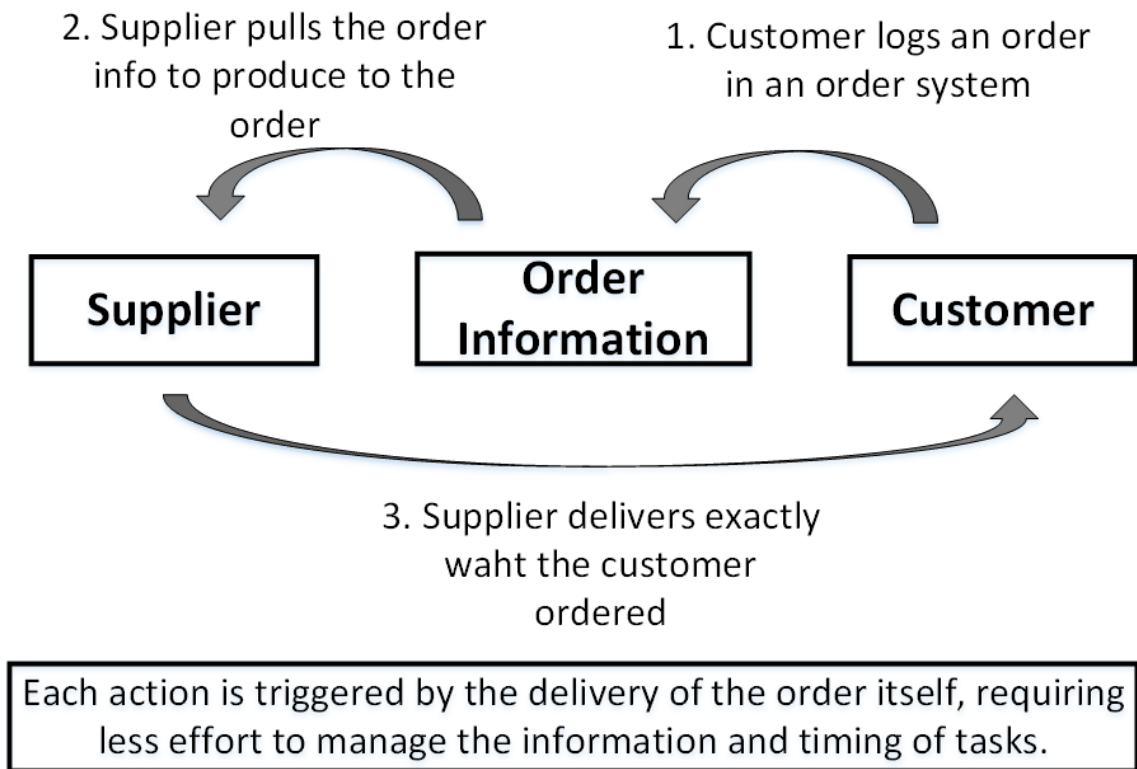 2. Supplier pulls the order
info to produce to the
order
1. Customer logs an order
in an order system
Supplier
Order
Information
Customer
3. Supplier delivers exactly
waht the customer
ordered
Each action is triggered by the delivery of the order itself, requiring
less effort to manage the information and timing of tasks.